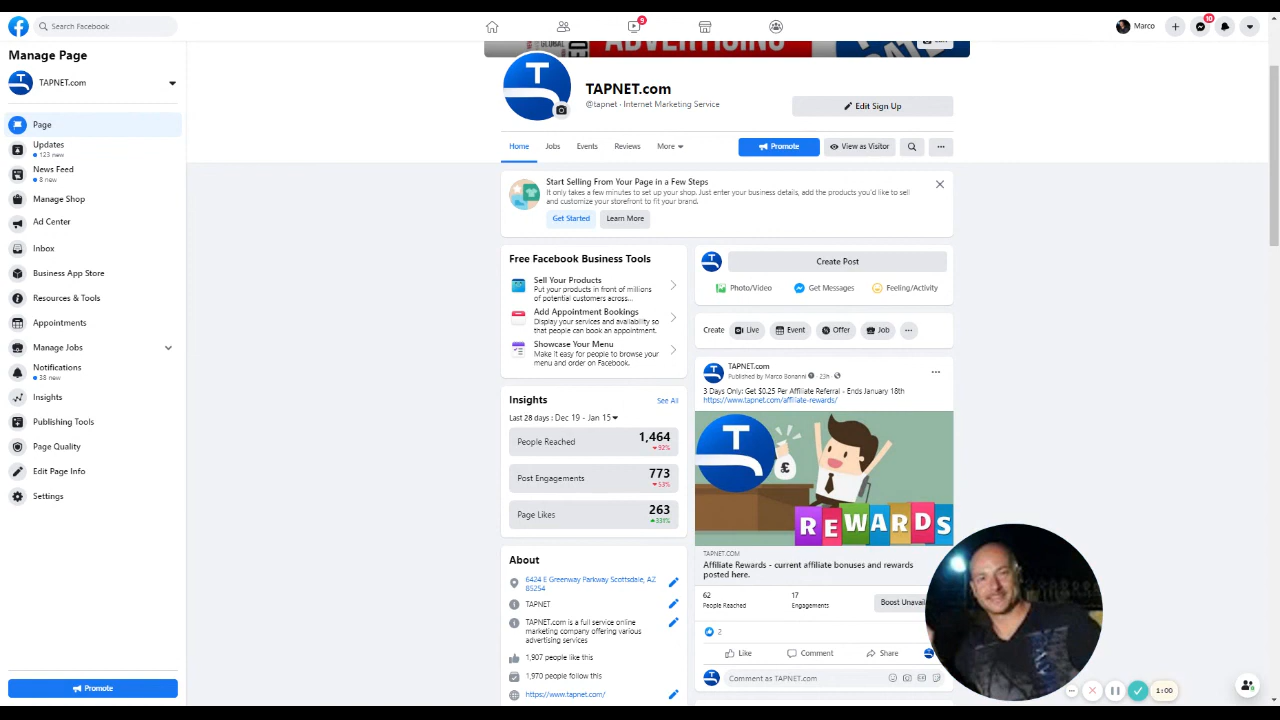 GLOBAL
ADVERTISING
Search Facebook
9
Marco
10
Manage Page
TAPNET.com
Page
Updates
123 new
News Feed
8 new
Manage Shop
Ad Center
Inbox
Business App Store
Resources & Tools
Appointments
Manage Jobs
Notifications
38 new
Insights
Publishing Tools
Page Quality
Edit Page Info
Settings
Promote
T
TAPNET.com
@tapnet · Internet Marketing Service
Edit Sign Up
Home
Jobs
Events
Reviews
More
Promote
View as Visitor
Start Selling From Your Page in a Few Steps
It only takes a few minutes to set up your shop. Just enter your business details, add the products you'd like to sell
and customize your storefront to fit your brand.
Get Started
Learn More
Free Facebook Business Tools
Sell Your Products
Put your products in front of millions
of potential customers across...
Add Appointment Bookings
Display your services and availability so
that people can book an appointment.
Showcase Your Menu
Make it easy for people to browse your
menu and order on Facebook.
Insights
See All
Last 28 days : Dec 19 - Jan 15
People Reached
1,464
92%
Post Engagements
773
53%
Page Likes
263
331%
About
6424 E Greenway Parkway Scottsdale, AZ
85254
TAPNET
TAPNET.com is a full service online
marketing company offering various
advertising services
1,907 people like this
1,970 people follow this
https://www.tapnet.com/
Create Post
Photo/Video
Get Messages
Feeling/Activity
Create
Live
Event
Offer
Job
TAPNET.com
Published by Marco Bonanni · 23h ·
3 Days Only: Get $0.25 Per Affiliate Referral - Ends January 18th
https://www.tapnet.com/affiliate-rewards/
T
£
REWARDS
TAPNET.COM
Affiliate Rewards - current affiliate bonuses and rewards
posted here.
62
People Reached
17
Engagements
Boost Unavai
2
Like
Comment
Share
Comment as TAPNET.com
1:00